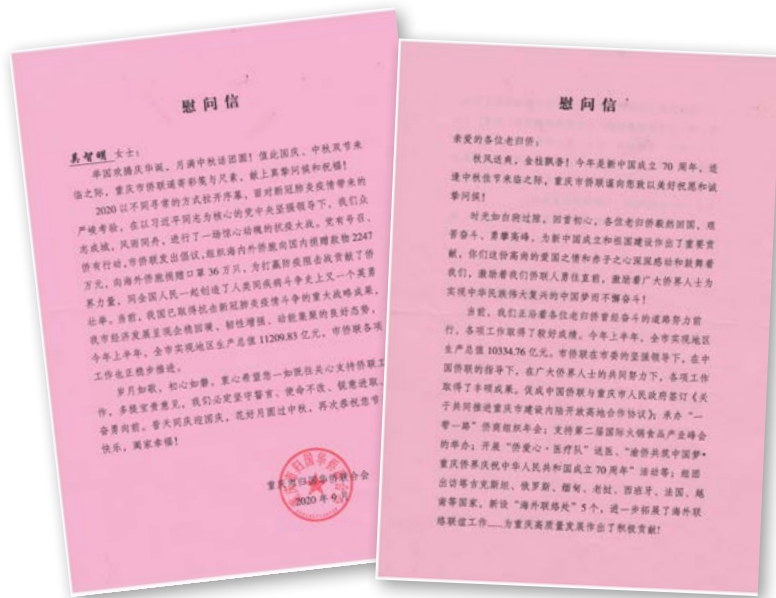 慰问信
吴智明 女士：
举国欢腾庆华诞，月满中秋话团圆！值此国庆、中秋双节来
临之际，重庆市侨联谨寄彩笺与尺素，献上真挚问候和祝福！
2020以不同寻常的方式拉开序幕，面对新冠肺炎疫情带来的
严峻考验，在以习近平同志为核心的党中央坚强领导下，我们众
志成城，风雨同舟，进行了一场惊心动魄的抗疫大战。党有号召、
侨有行动，市侨联发出倡议，组织海内外侨胞向国内捐赠款物2247
万元，向海外侨胞捐赠口罩36万只，为打赢防疫阻击战贡献了侨
界力量，同全国人民一起创造了人类同疾病斗争史上又一个英勇
壮举。当前，我国已取得抗击新冠肺炎疫情斗争的重大战略成果，
我市经济发展呈现企稳回暖、韧性增强、动能集聚的良好态势，
今年上半年，全市实现地区生产总值11209.83亿元，市侨联各项
工作也正稳步推进。
岁月如歌，初心如磐。衷心希望您一如既往关心支持侨联工
作，多提宝贵意见，我们必定坚守誓言、使命不改、锐意进取、
奋勇向前。普天同庆迎国庆，花好月圆过中秋，再次恭祝您节
快乐，阖家幸福！
重庆市归国华侨联合会
2020年9月
慰问信
亲爱的各位老归侨：
秋风送爽，金桂飘香！今年是新中国成立70周年，适
逢中秋佳节来临之际，重庆市侨联谨向您致以美好祝愿和诚
挚问候！
时光如白驹过隙。回首初心，各位老归侨毅然回国，艰
苦奋斗、勇攀高峰，为新中国成立和祖国建设作出了重要贡
献，你们这份高尚的爱国之情和赤子之心深深感动和鼓舞着
我们，激励着我们侨联人勇往直前，激励着广大侨界人士为
实现中华民族伟大复兴的中国梦而不懈奋斗！
当前，我们正沿着各位老归侨曾经奋斗的道路努力前
行，各项工作取得了较好成绩。今年上半年，全市实现地区
生产总值10334.76亿元。市侨联在市委的坚强领导下，在中
国侨联的指导下，在广大侨界人士的共同努力下，各项工作
取得了丰硕成果。促成中国侨联与重庆市人民政府签订《关
于共同推进重庆市建设内陆开放高地合作协议》；承办“一
带一路”侨商组织年会；支持第二届国际火锅食品产业峰会
的举办；开展“侨爱心·医疗队”送医、“渝侨共筑中国梦·
重庆侨界庆祝中华人民共和国成立70周年”活动等；组团
出访塔吉克斯坦、俄罗斯、缅甸、老挝、西班牙、法国、越
南等国家，新设“海外联络处”5个，进一步拓展了海外联
络联谊工作……为重庆高质量发展作出了积极贡献！